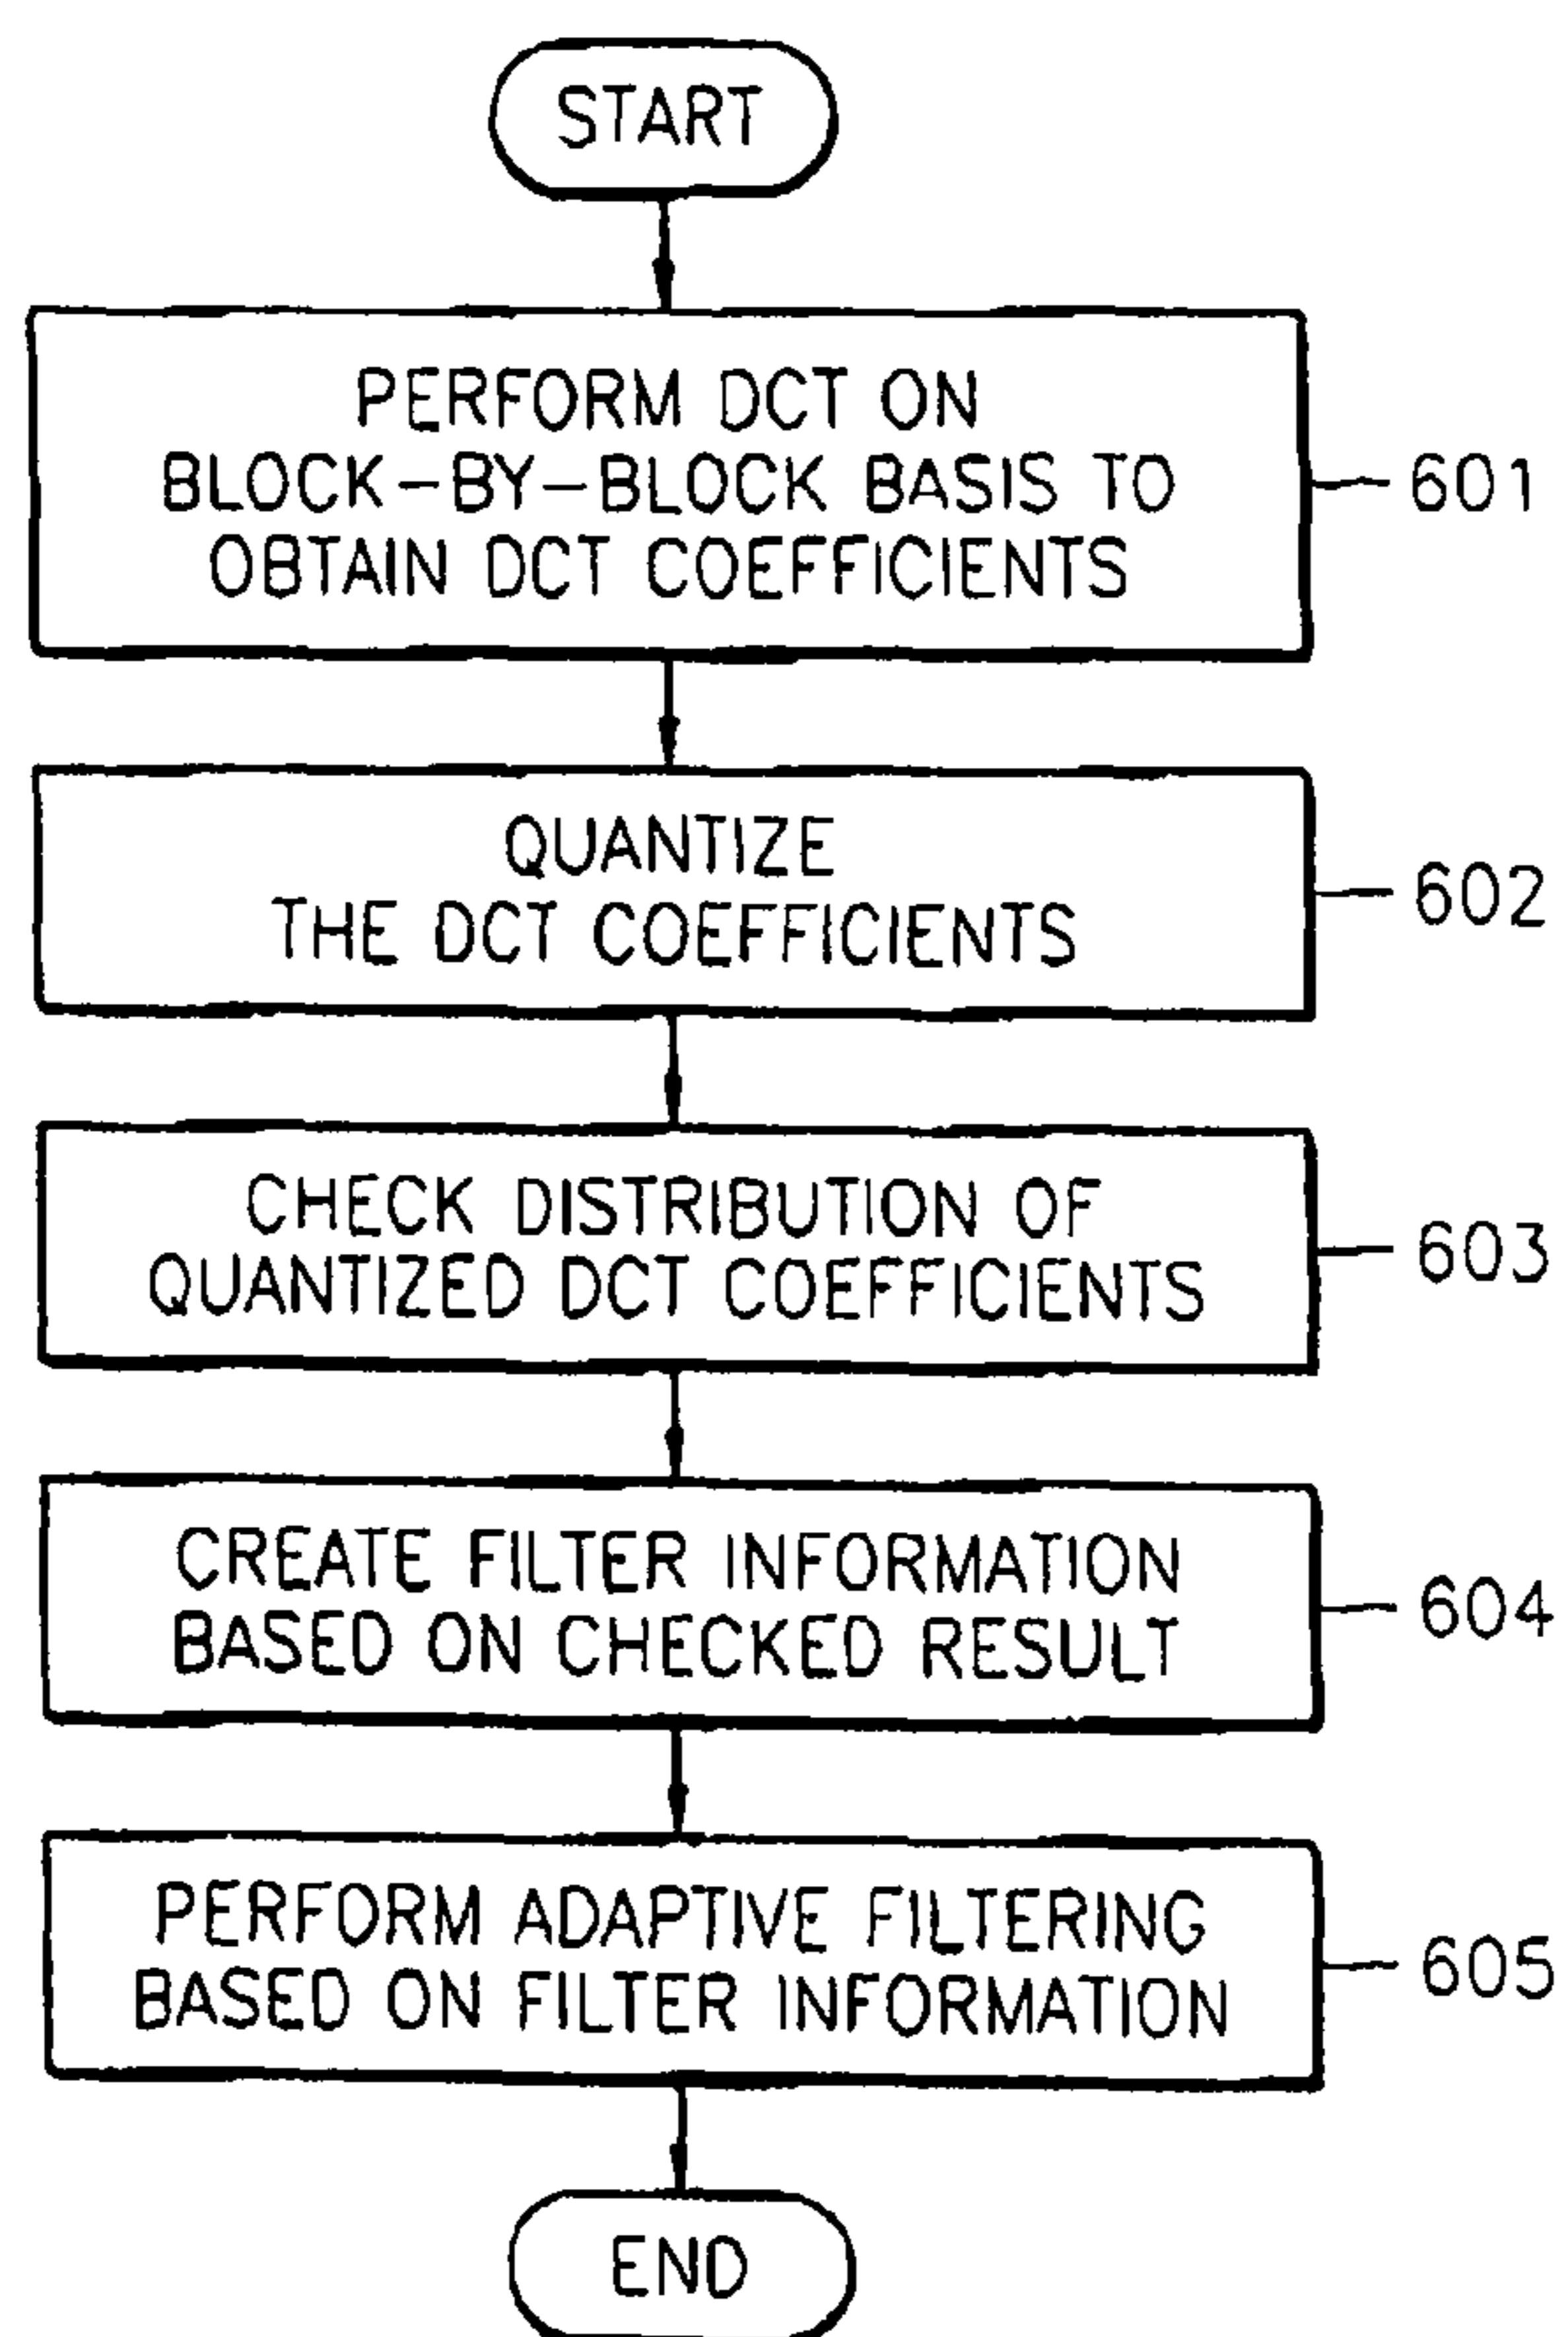 START
PERFORM DCT ON
BLOCK-BY-BLOCK BASIS TO
OBTAIN DCT COEFFICIENTS
601
QUANTIZE
THE DCT COEFFICIENTS
602
CHECK DISTRIBUTION OF
QUANTIZED DCT COEFFICIENTS
603
CREATE FILTER INFORMATION
BASED ON CHECKED RESULT
604
PERFORM ADAPTIVE FILTERING
BASED ON FILTER INFORMATION
605
END